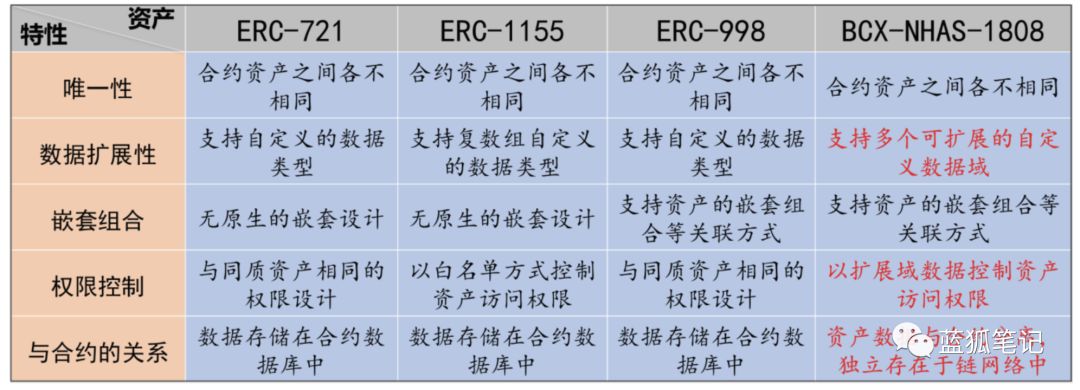 资产
特性
ERC-721
ERC-1155
ERC-998
BCX-NHAS-1808
唯一性
合约资产之间各不
相同
合约资产之间各不
相同
合约资产之间各不
相同
合约资产之间各不相同
数据扩展性
支持自定义的数据
类型
支持复数组自定义
的数据类型
支持自定义的数据
类型
支持多个可扩展的自定
义数据域
嵌套组合
无原生的嵌套设计
无原生的嵌套设计
支持资产的嵌套组
合等关联方式
支持资产的嵌套组合等
关联方式
权限控制
与同质资产相同的
权限设计
以白名单方式控制
资产访问权限
与同质资产相同的
权限设计
以扩展域数据控制资产
访问权限
与合约的关系
数据存储在合约数
据库中
数据存储在合约数
据库中
数据存储在合约数
据库中
资产数
独立存在于链网络中
蓝狐笔记